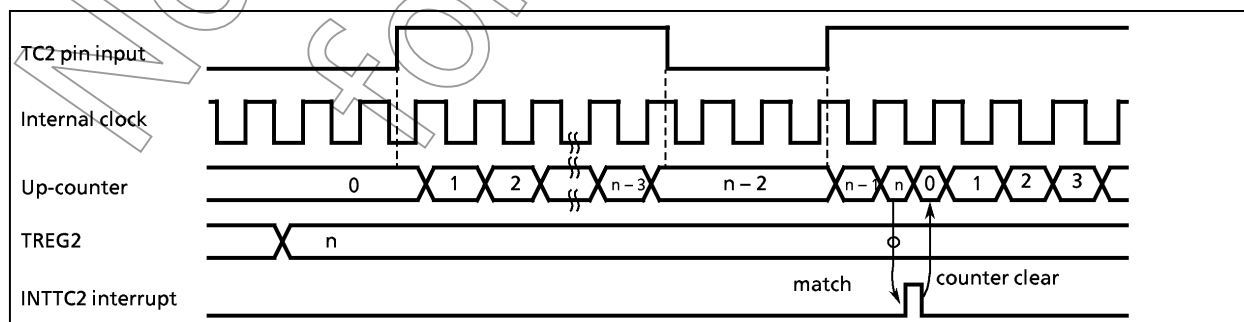 TC2 pin input
Internal clock
Up-counter
0 1 2 n – 3 n – 2 n – 1 n 0 1 2 3
TREG2
n
match
counter clear
INTTC2 interrupt